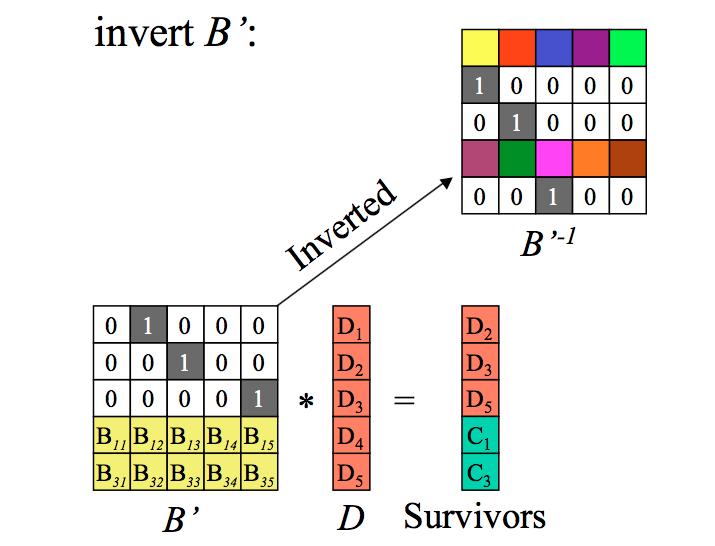 invert B’:
1 0 0 0 0
0 1 0 0 0
0 0 1 0 0
B’-1
Inverted
0 1 0 0 0
0 0 1 0 0
0 0 0 0 1
B11 B12 B13 B14 B15
B31 B32 B33 B34 B35
B’
*
D1
D2
D3
D4
D5
D
=
D2
D3
D5
C1
C3
Survivors